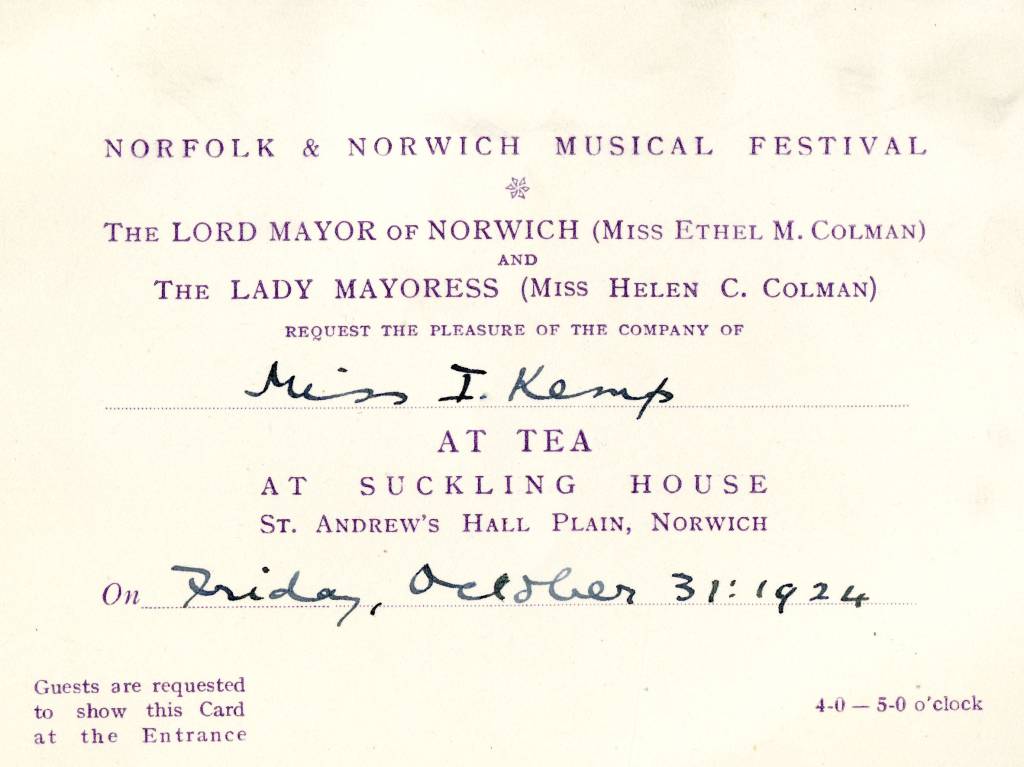 NORFOLK & NORWICH MUSICAL FESTIVAL
THE LORD MAYOR OF NORWICH (MISS ETHEL M. COLMAN)
AND
THE LADY MAYORESS (MISS HELEN C. COLMAN)
REQUEST THE PLEASURE OF THE COMPANY OF
Miss I. Kemp
AT TEA
AT SUCKLING HOUSE
ST. ANDREW'S HALL PLAIN, NORWICH
On Friday, October 31: 1924
Guests are requested
to show this Card
at the Entrance
4-0 — 5-0 o'clock